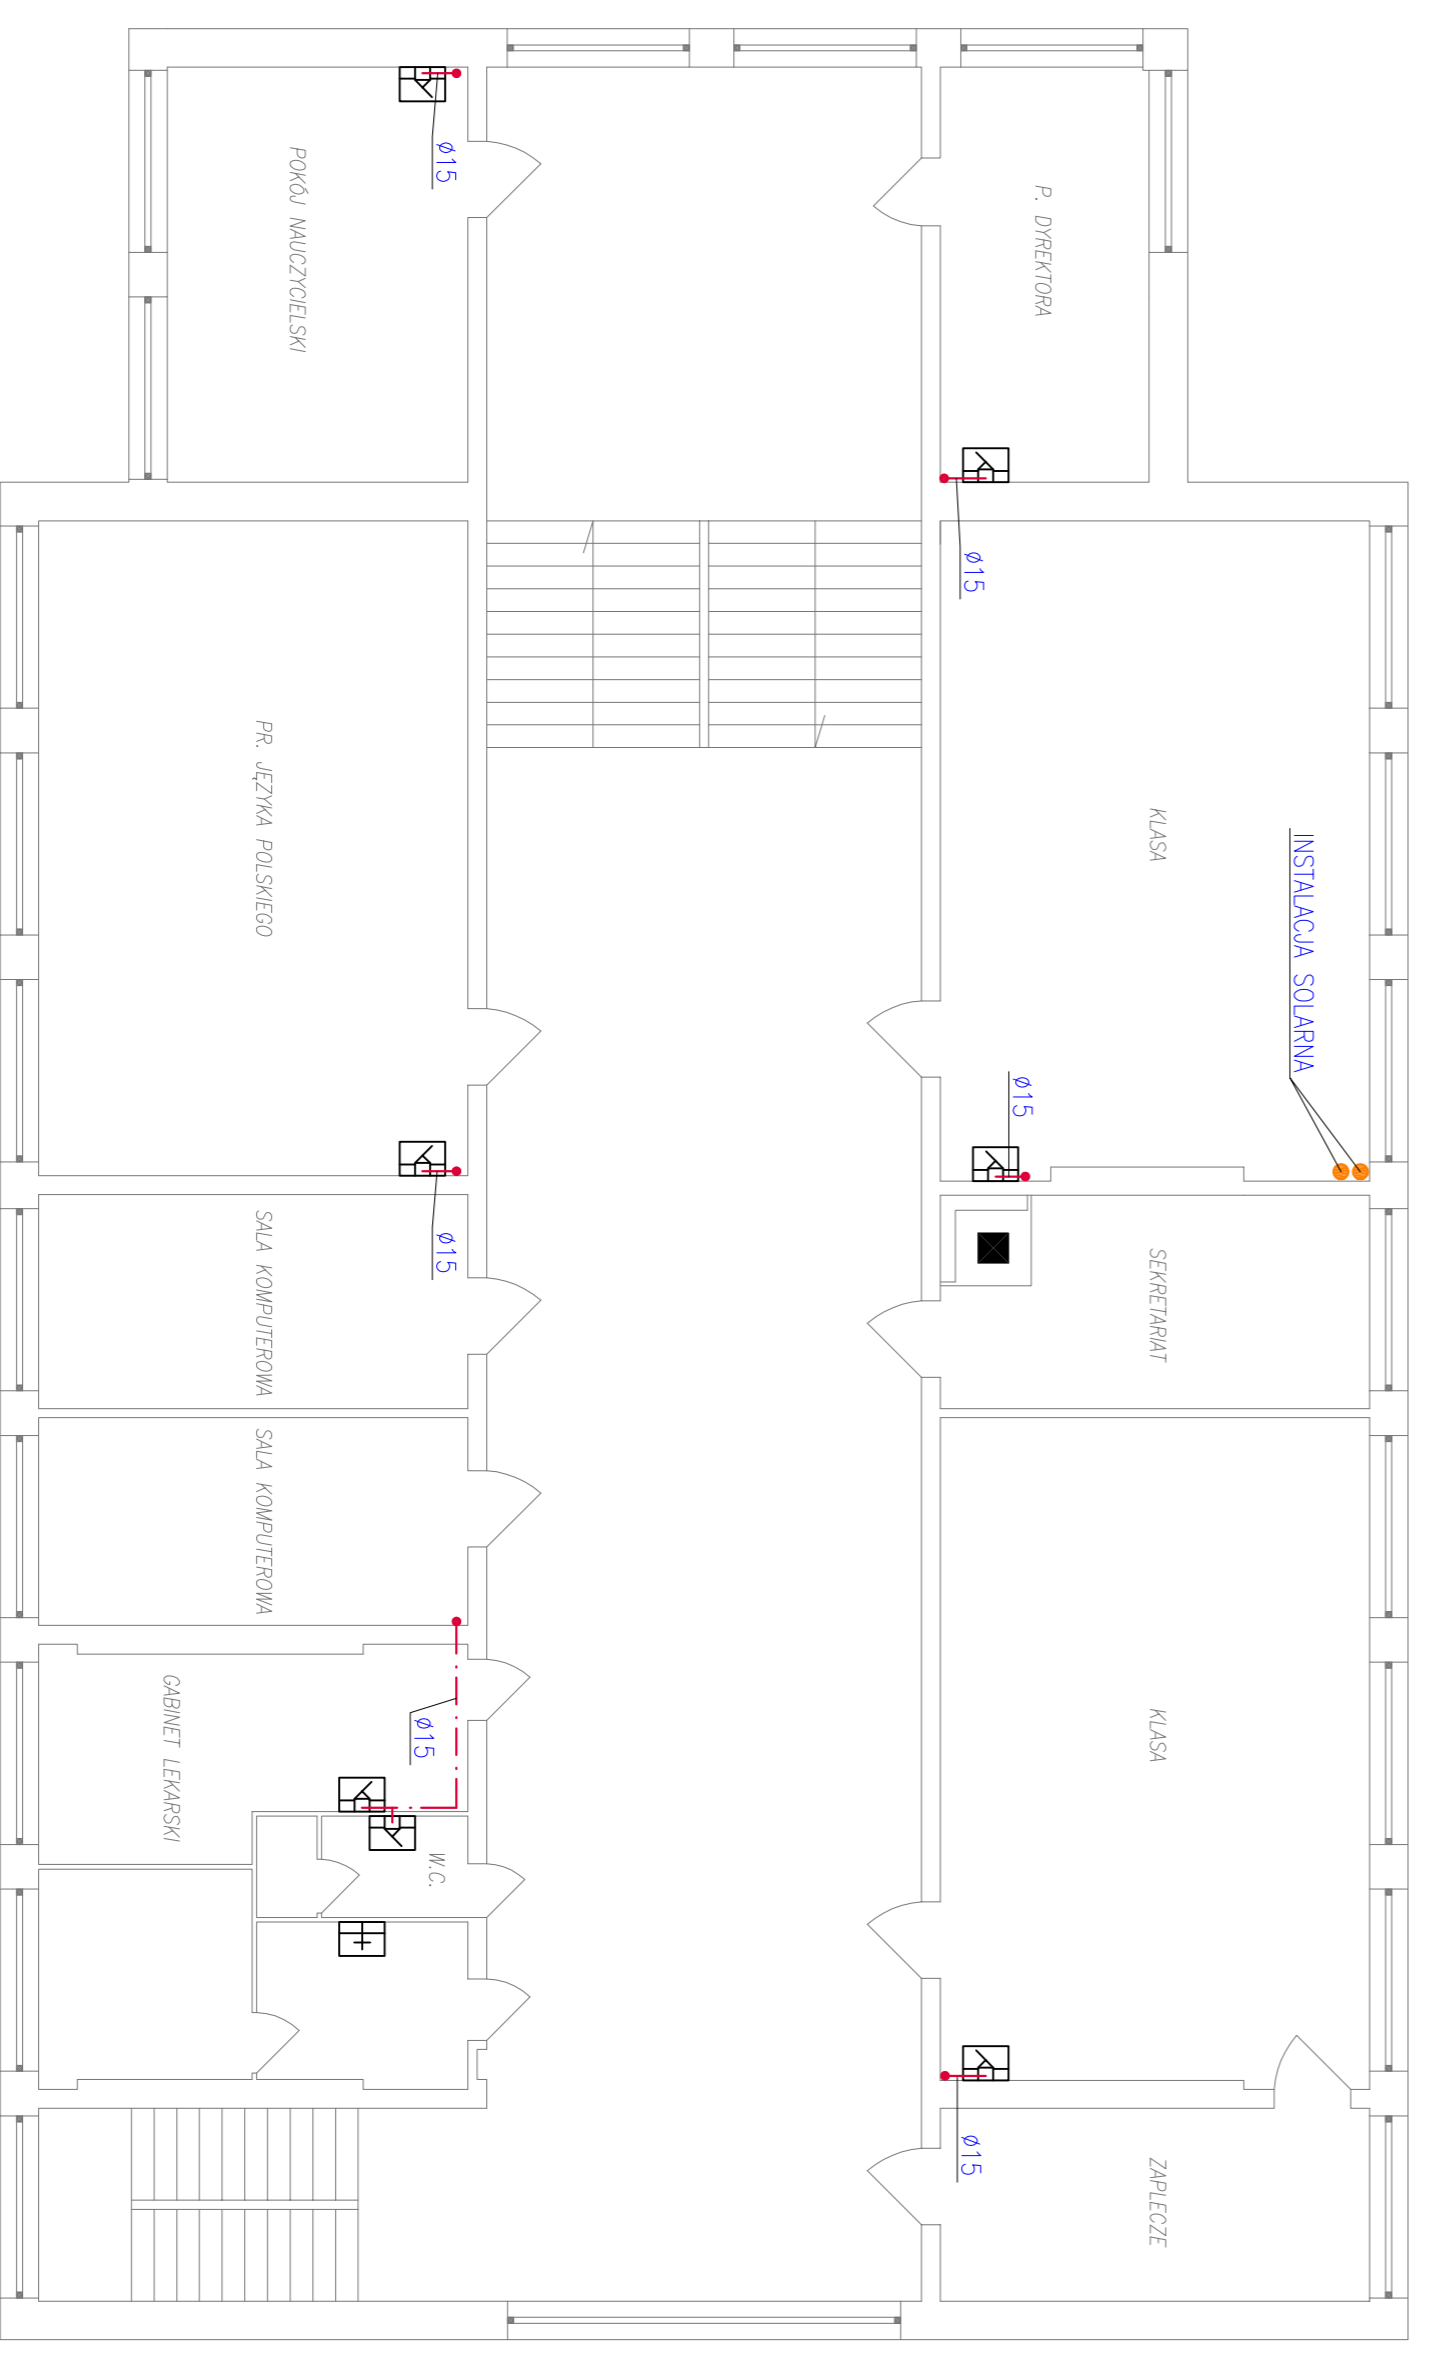 POKÓJ NAUCZYCIELSKI
Ø15
P. DYREKTORA
Ø15
PR. JĘZYKA POLSKIEGO
KLASA
INSTALACJA SOLARNA
Ø15
Ø15
SALA KOMPUTEROWA
SEKRETARIAT
SALA KOMPUTEROWA
GABINET LEKARSKI
Ø15
KLASA
W.C.
Ø15
ZAPLECZE